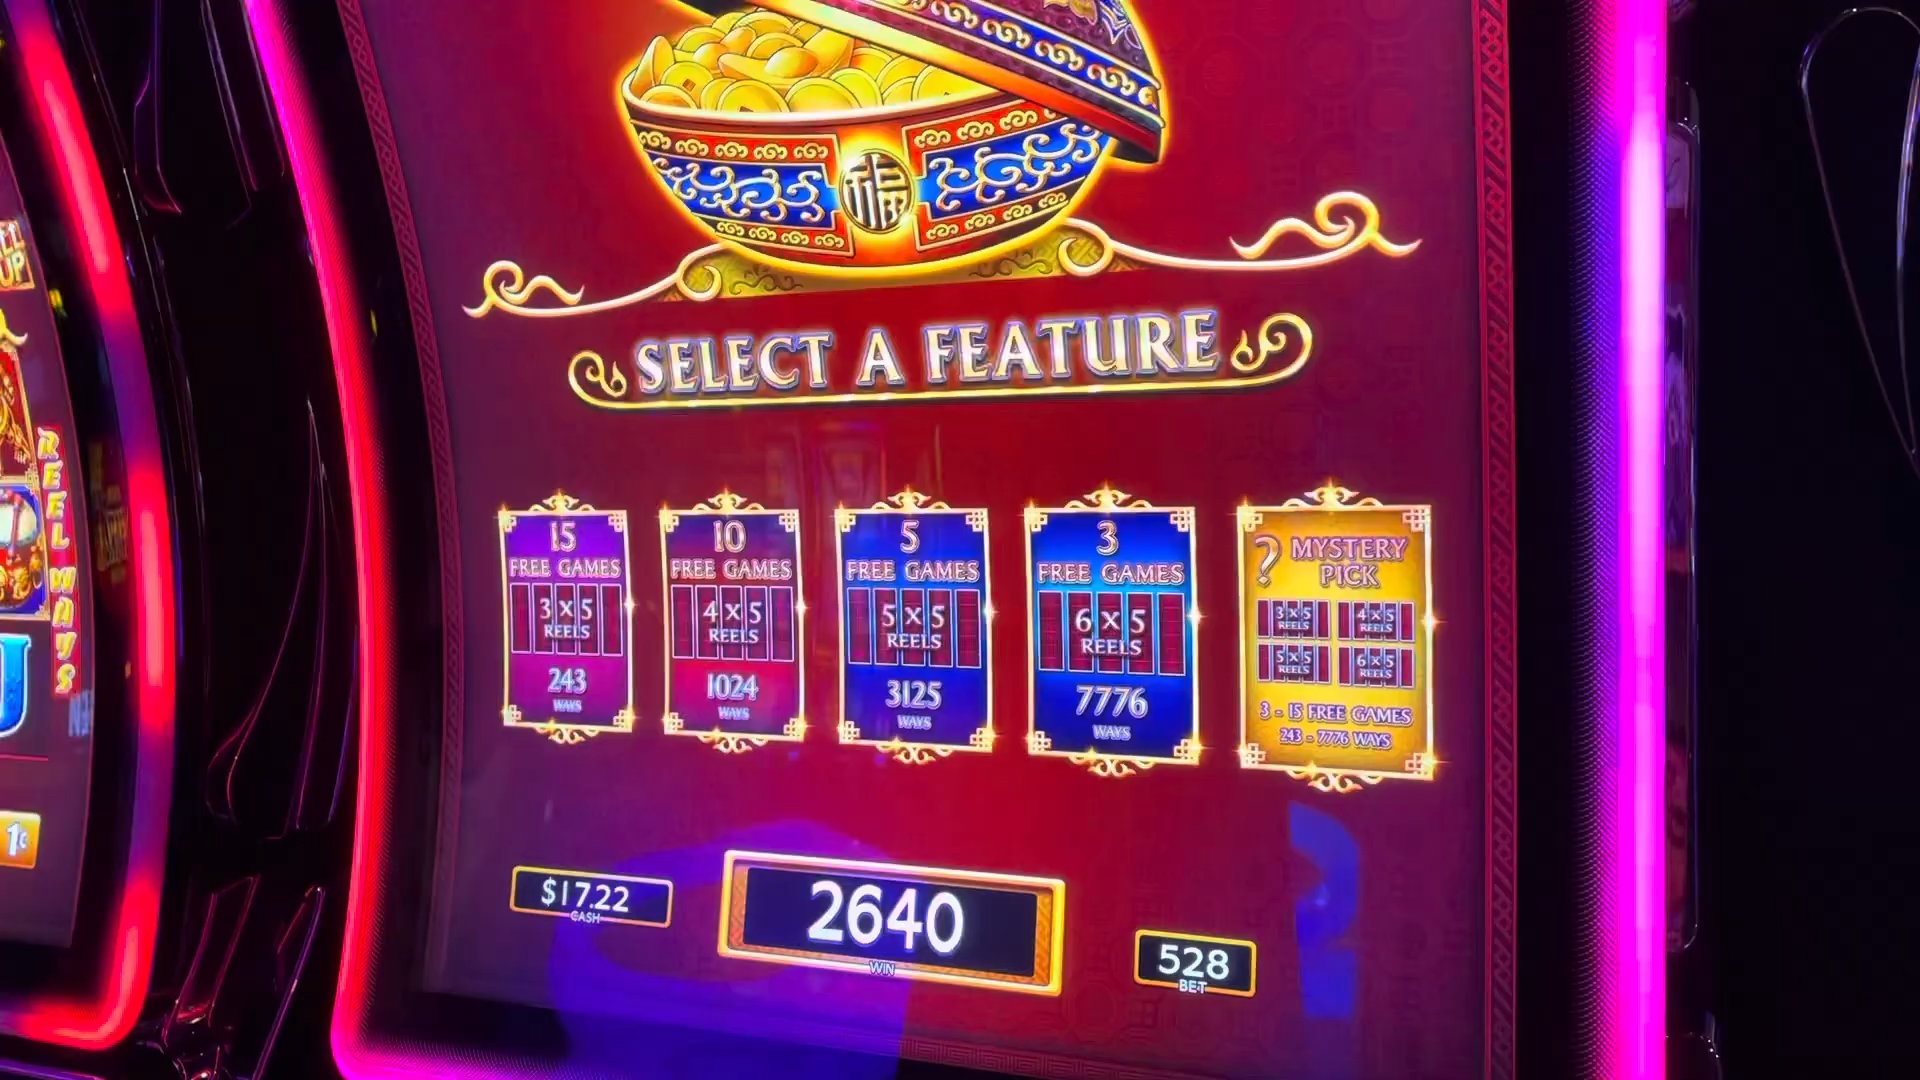 福
SELECT A FEATURE
15
FREE GAMES
3 X 5
REELS
243
WAYS
10
FREE GAMES
4 X 5
REELS
1024
WAYS
5
FREE GAMES
5 X 5
REELS
3125
WAYS
3
FREE GAMES
6 X 5
REELS
7776
WAYS
? MYSTERY
PICK
3 X 5
REELS
4 X 5
REELS
5 X 5
REELS
6 X 5
REELS
3 - 15 FREE GAMES
243 - 7776 WAYS
$17.22
CASH
2640
WIN
528
BET
UP
REEL WAYS
1¢